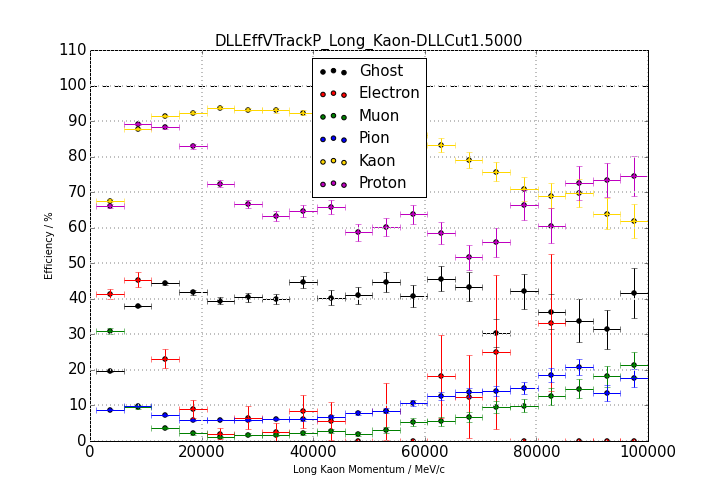 DLLEffVTrackP_Long_Kaon-DLLCut1.5000
110
100
90
80
70
60
50
40
30
20
10
0
Efficiency / %
Ghost
Electron
Muon
Pion
Kaon
Proton
0 20000 40000 60000 80000 100000
Long Kaon Momentum / MeV/c